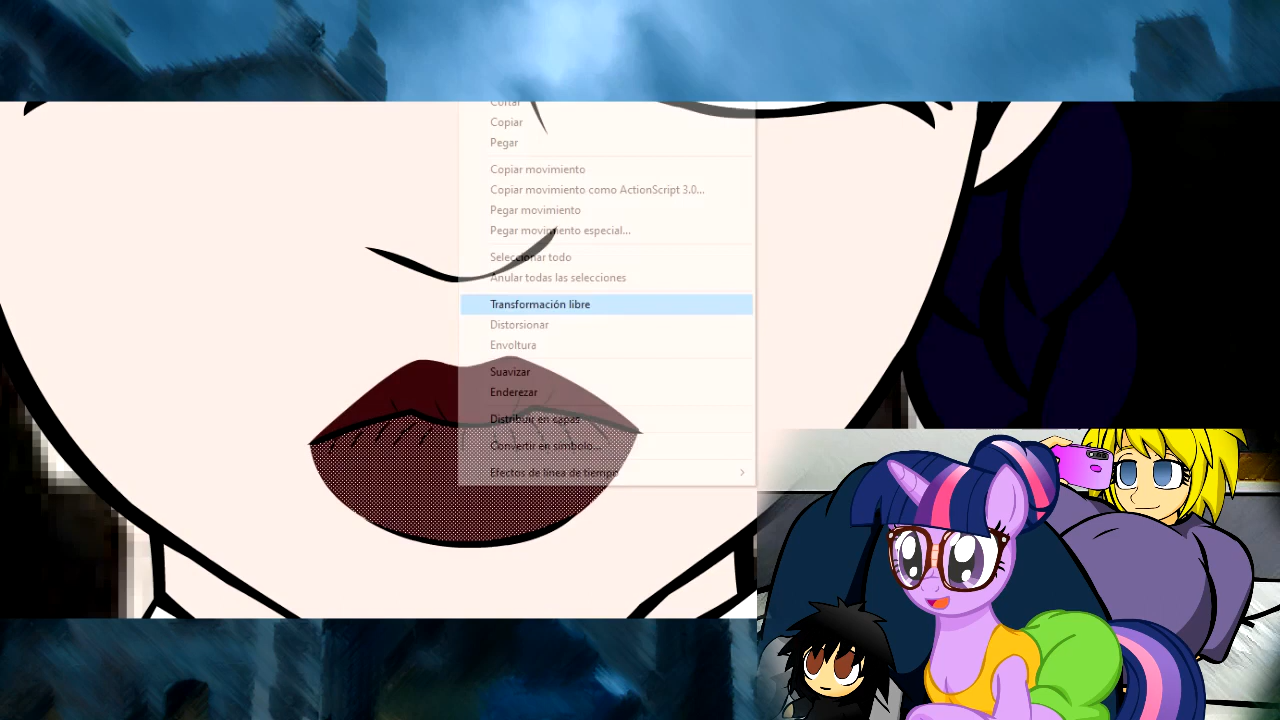 Cortar
Copiar
Pegar
Copiar movimiento
Copiar movimiento como ActionScript 3.0...
Pegar movimiento
Pegar movimiento especial...
Seleccionar todo
Anular todas las selecciones
Transformación libre
Distorsionar
Envoltura
Suavizar
Enderezar
Distribuir en capas
Convertir en símbolo...
Efectos de línea de tiempo